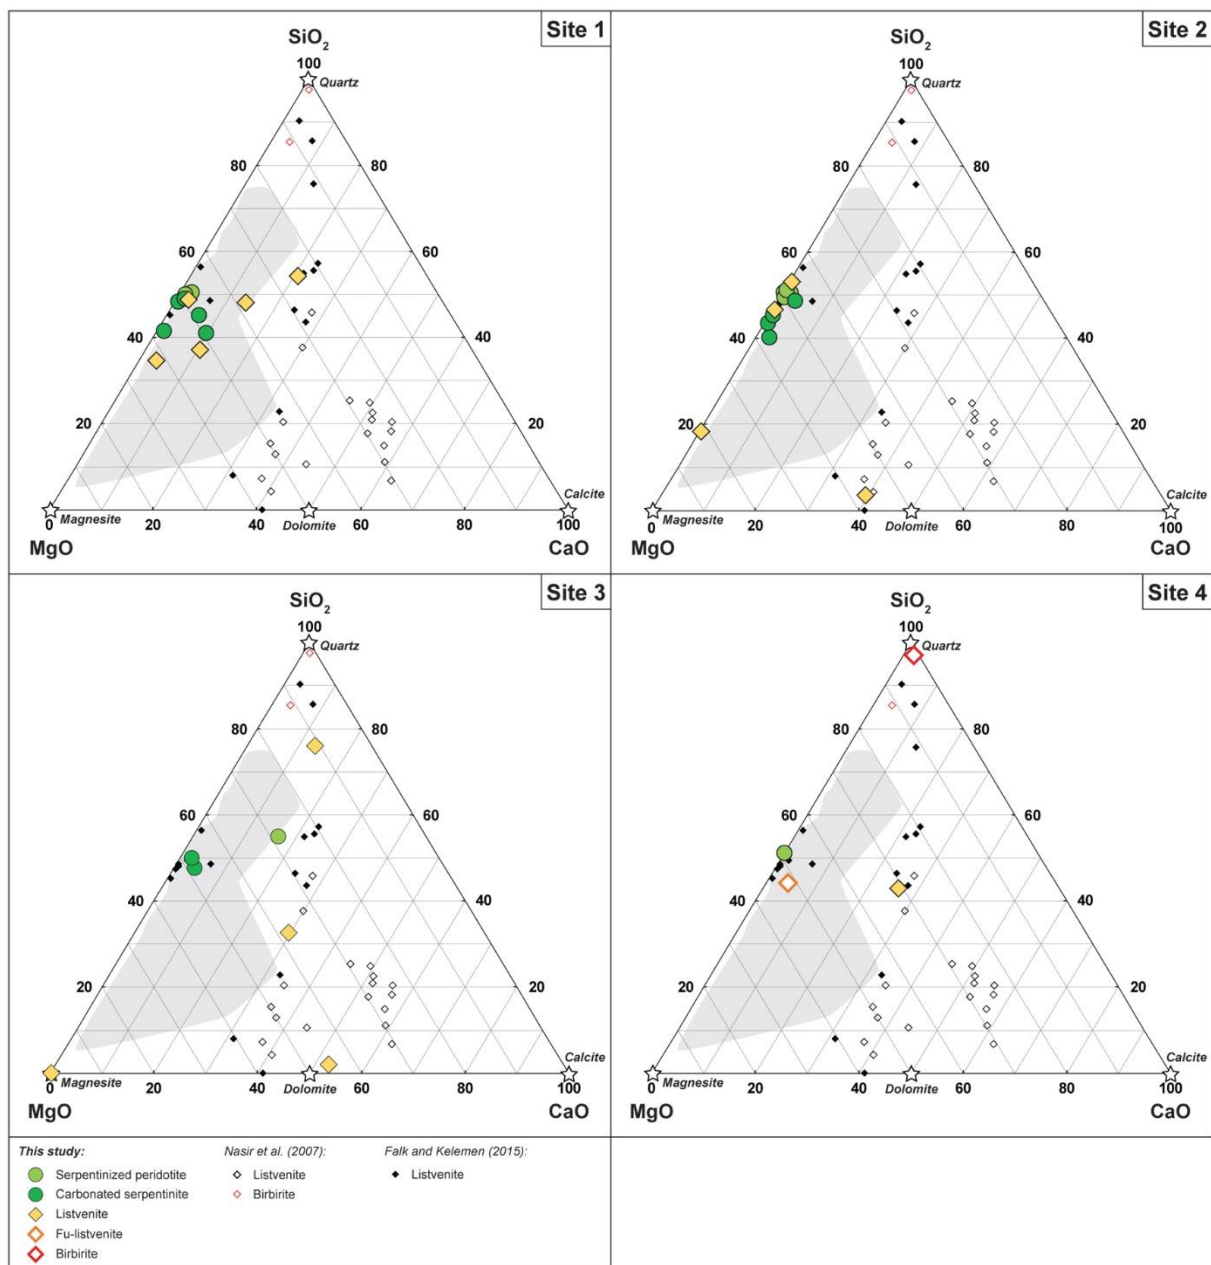 Site 1
SiO2
100
Quartz
80 80
60 60
40 40
20 20
Calcite
0 Magnesite 20 40 Dolomite 60 80 100
MgO CaO
Site 2
SiO2
100
Quartz
80 80
60 60
40 40
20 20
Calcite
0 Magnesite 20 40 Dolomite 60 80 100
MgO CaO
Site 3
SiO2
100
Quartz
80 80
60 60
40 40
20 20
Calcite
0 Magnesite 20 40 Dolomite 60 80 100
MgO CaO
Site 4
SiO2
100
Quartz
80 80
60 60
40 40
20 20
Calcite
0 Magnesite 20 40 Dolomite 60 80 100
MgO CaO
This study:
Serpentinized peridotite
Carbonated serpentinite
Listvenite
Fu-listvenite
Birbirite
Nasir et al. (2007):
Listvenite
Birbirite
Falk and Kelemen (2015):
Listvenite